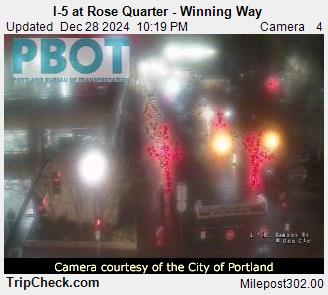 I-5 at Rose Quarter - Winning Way
Updated Dec 28 2024 10:19 PM Camera 4
PBOT
PORTLAND BUREAU OF TRANSPORTATION
Camera courtesy of the City of Portland
TripCheck.com Milepost302.00